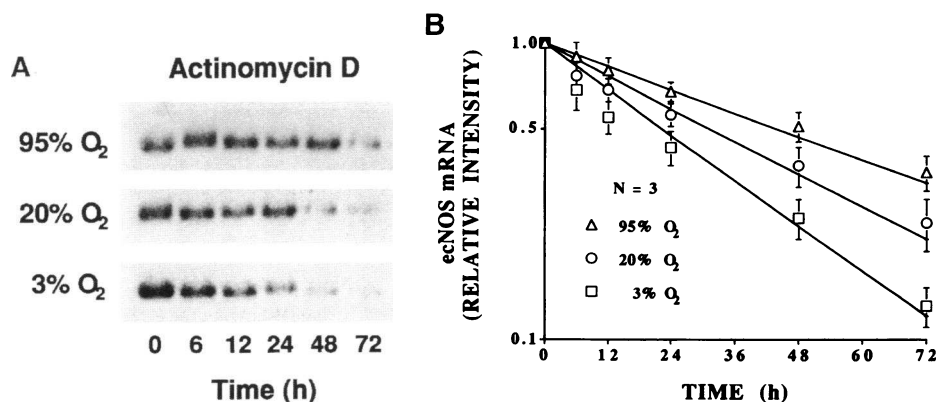 A
Actinomycin D
95% O2
20% O2
3% O2
0 6 12 24 48 72
Time (h)
B
ecNOS mRNA
(RELATIVE INTENSITY)
1.0
0.5
0.1
N = 3
95% O2
20% O2
3% O2
0 12 24 36 48 60 72
TIME (h)